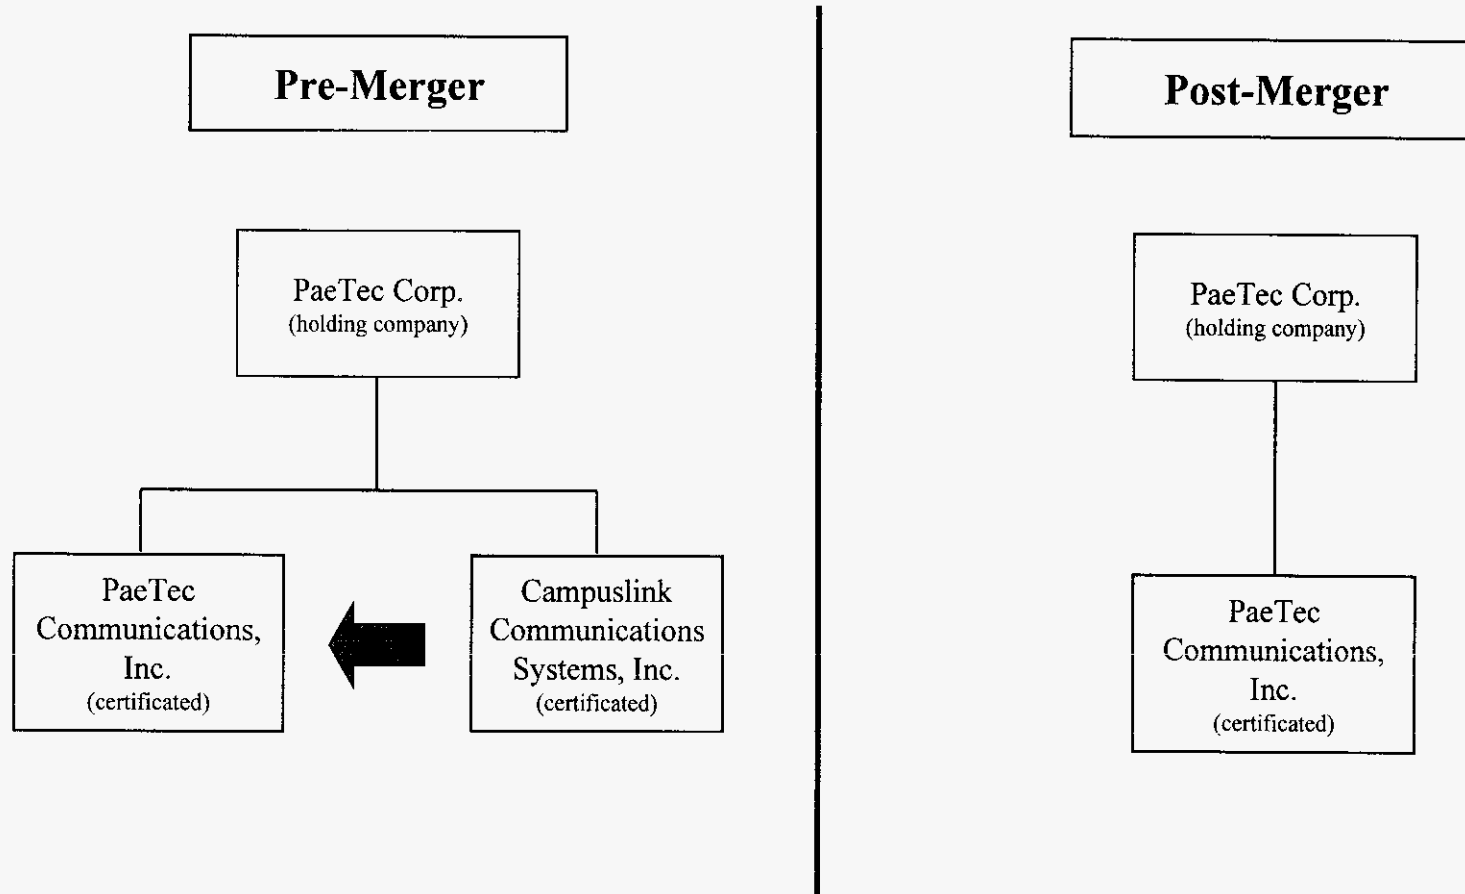 Pre-Merger
PaeTec Corp.
(holding company)
PaeTec
Communications,
Inc.
(certificated)
Campuslink
Communications
Systems, Inc.
(certificated)
Post-Merger
PaeTec Corp.
(holding company)
PaeTec
Communications,
Inc.
(certificated)